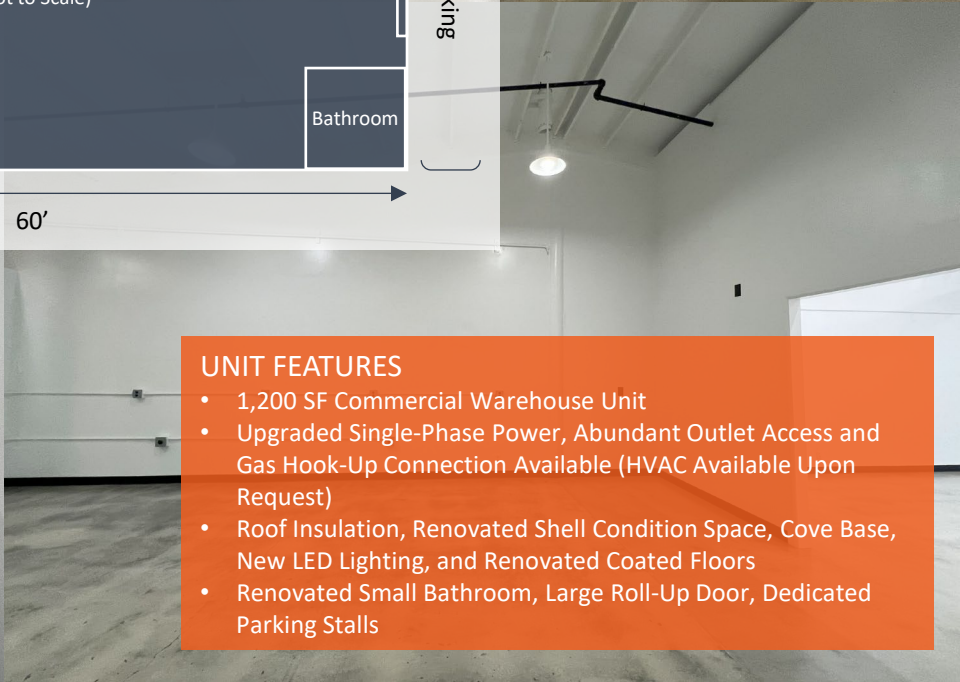 to Scale)
Bathroom
60’
UNIT FEATURES
• 1,200 SF Commercial Warehouse Unit
• Upgraded Single-Phase Power, Abundant Outlet Access and
Gas Hook-Up Connection Available (HVAC Available Upon
Request)
• Roof Insulation, Renovated Shell Condition Space, Cove Base,
New LED Lighting, and Renovated Coated Floors
• Renovated Small Bathroom, Large Roll-Up Door, Dedicated
Parking Stalls